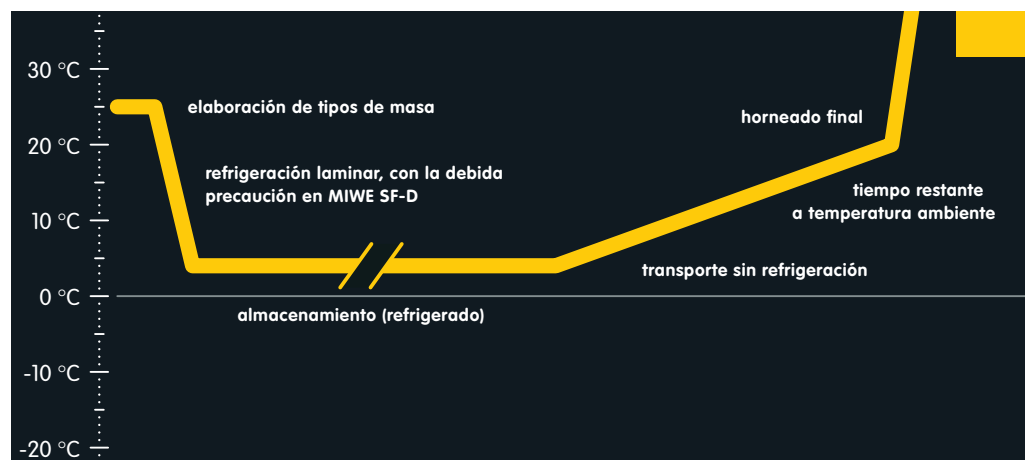 30 °C
elaboración de tipos de masa
horneado final
20 °C
refrigeración laminar, con la debida
precaución en MIWE SF-D
tiempo restante
a temperatura ambiente
10 °C
transporte sin refrigeración
0 °C
almacenamiento (refrigerado)
-10 °C
-20 °C